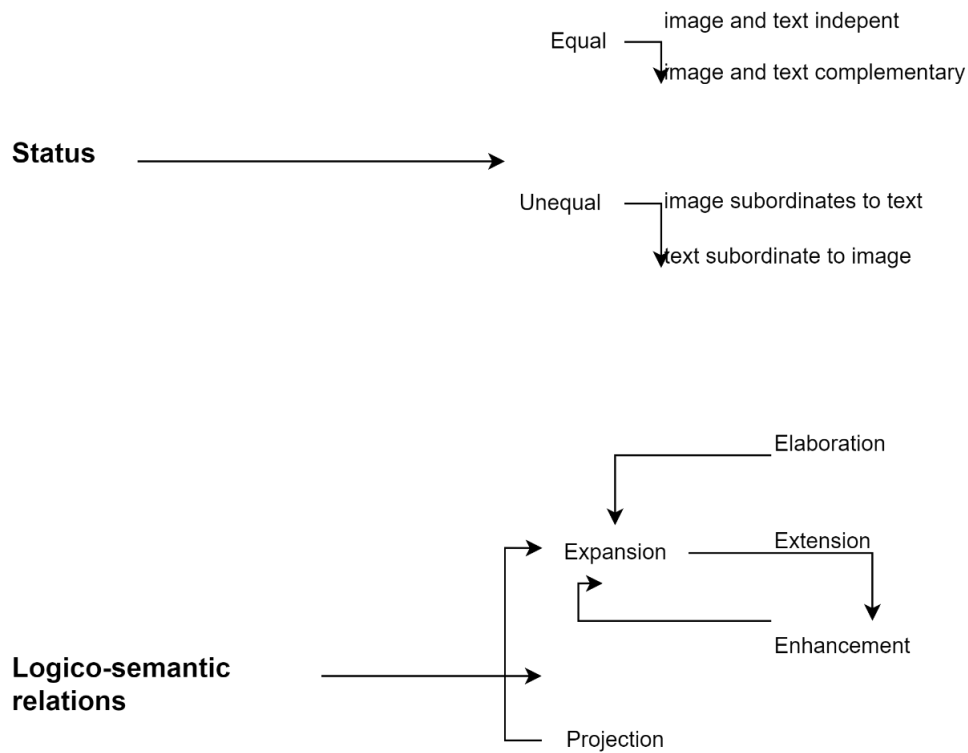 image and text indepent
Equal
image and text complementary
Status
Unequal
image subordinates to text
text subordinate to image
Elaboration
Extension
Expansion
Enhancement
Logico-semantic
relations
Projection